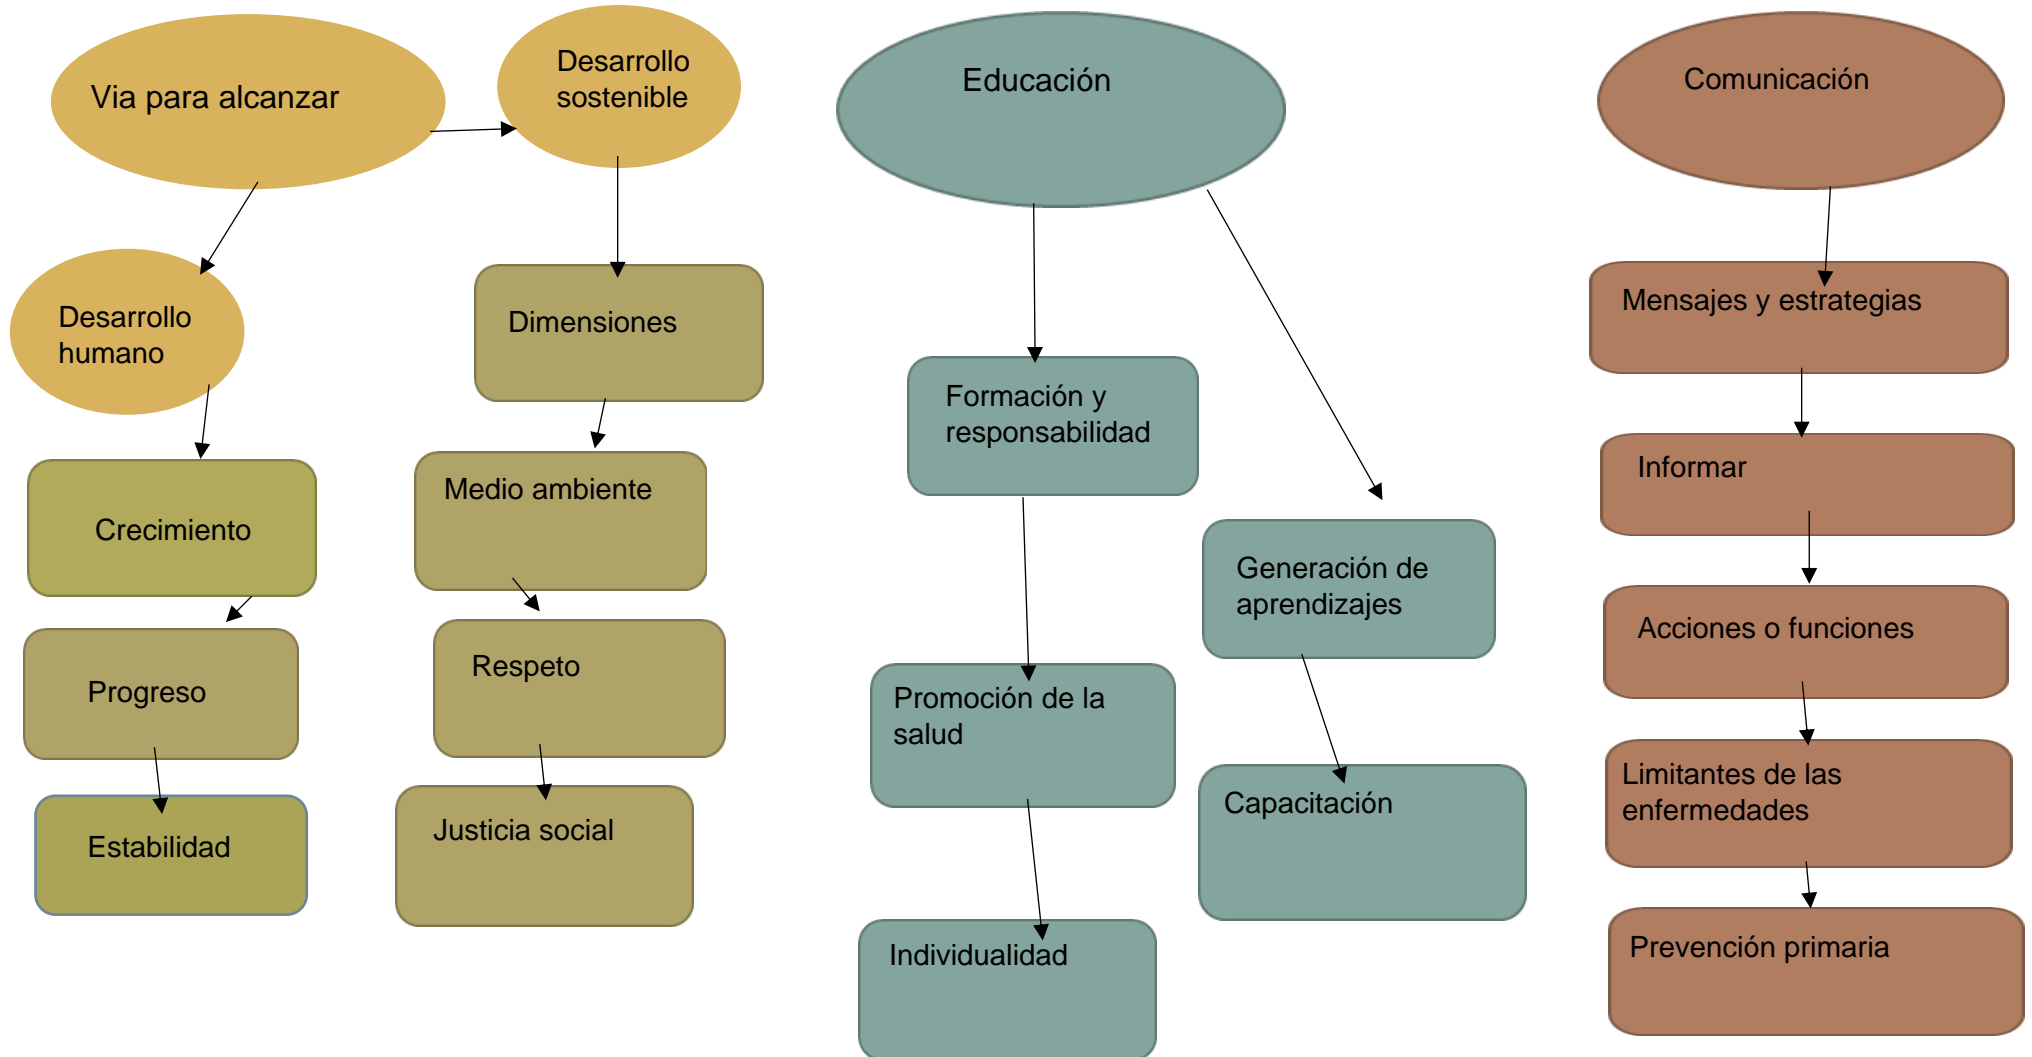 Via para alcanzar
Desarrollo
sostenible
Desarrollo
humano
Dimensiones
Crecimiento
Medio ambiente
Progreso
Respeto
Estabilidad
Justicia social
Educación
Formación y
responsabilidad
Generación de
aprendizajes
Promoción de la
salud
Capacitación
Individualidad
Comunicación
Mensajes y estrategias
Informar
Acciones o funciones
Limitantes de las
enfermedades
Prevención primaria